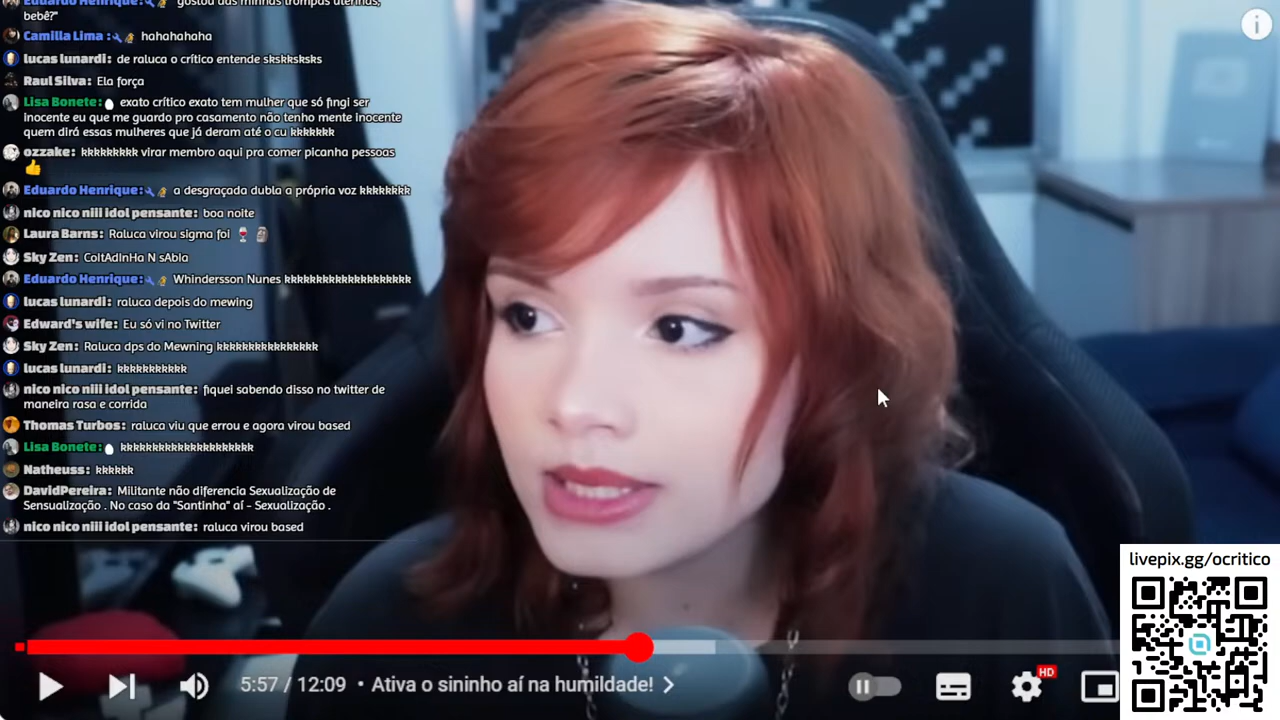 Eduardo Henrique: "gostou das minhas trompas uterinas,
bebê?"
Camilla Lima : hahahahaha
lucas lunardi: de raluca o crítico entende skskksksks
Raul Silva: Ela força
Lisa Bonete: exato crítico exato tem mulher que só fingi ser
inocente eu que me guardo pro casamento não tenho mente inocente
quem dirá essas mulheres que já deram até o cu kkkkkkk
ozzake: kkkkkkkkk virar membro aqui pra comer picanha pessoas
👍
Eduardo Henrique: a desgraçada dubla a própria voz kkkkkkkk
nico nico niii idol pensante: boa noite
Laura Barns: Raluca virou sigma foi 🍷 🗿
Sky Zen: CoItAdInHa N sAbIa
Eduardo Henrique: Whindersson Nunes kkkkkkkkkkkkkkkkkkkk
lucas lunardi: raluca depois do mewing
Edward's wife: Eu só vi no Twitter
Sky Zen: Raluca dps do Mewning kkkkkkkkkkkkkkkk
lucas lunardi: kkkkkkkkkkk
nico nico niii idol pensante: fiquei sabendo disso no twitter de
maneira rasa e corrida
Thomas Turbos: raluca viu que errou e agora virou based
Lisa Bonete: kkkkkkkkkkkkkkkkkkkkk
Natheuss: kkkkkk
DavidPereira: Militante não diferencia Sexualização de
Sensualização . No caso da "Santinha" aí - Sexualização .
nico nico niii idol pensante: raluca virou based
livepix.gg/ocritico
5:57 / 12:09 • Ativa o sininho aí na humildade!
HD